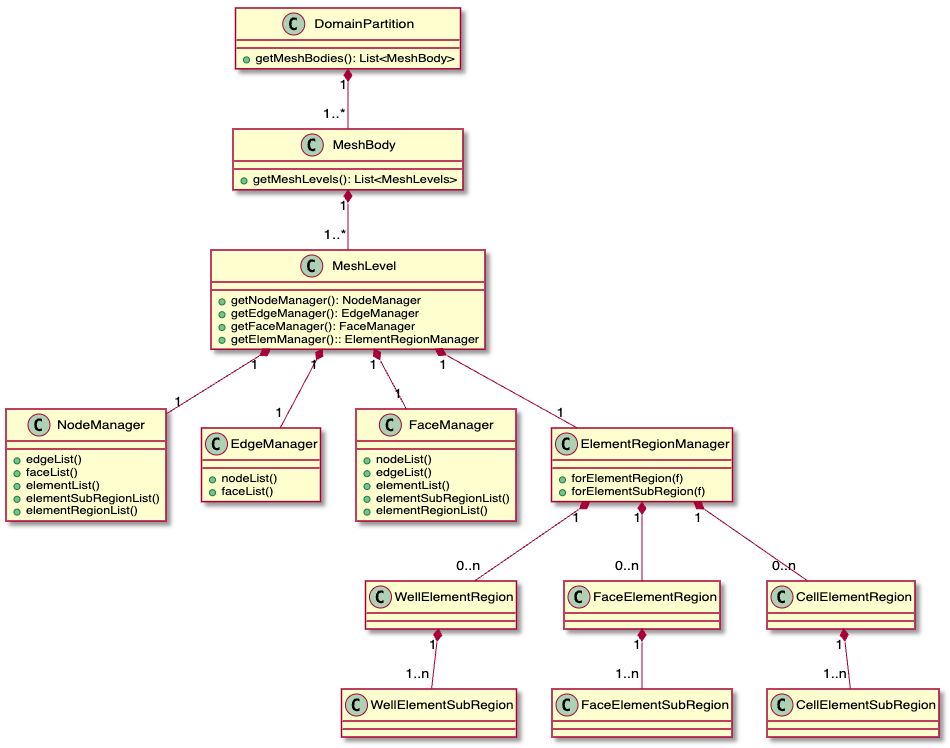 C DomainPartition
getMeshBodies(): List<MeshBody>
1
1..*
C MeshBody
getMeshLevels(): List<MeshLevels>
1
1..*
C MeshLevel
getNodeManager(): NodeManager
getEdgeManager(): EdgeManager
getFaceManager(): FaceManager
getElemManager():: ElementRegionManager
1 1 1 1
1 1 1 1
C NodeManager
edgeList()
faceList()
elementList()
elementSubRegionList()
elementRegionList()
C EdgeManager
nodeList()
faceList()
C FaceManager
nodeList()
edgeList()
elementList()
elementSubRegionList()
elementRegionList()
C ElementRegionManager
forElementRegion(f)
forElementSubRegion(f)
1 1 1
0..n 0..n 0..n
C WellElementRegion
C FaceElementRegion
C CellElementRegion
1 1 1
1..n 1..n 1..n
C WellElementSubRegion
C FaceElementSubRegion
C CellElementSubRegion